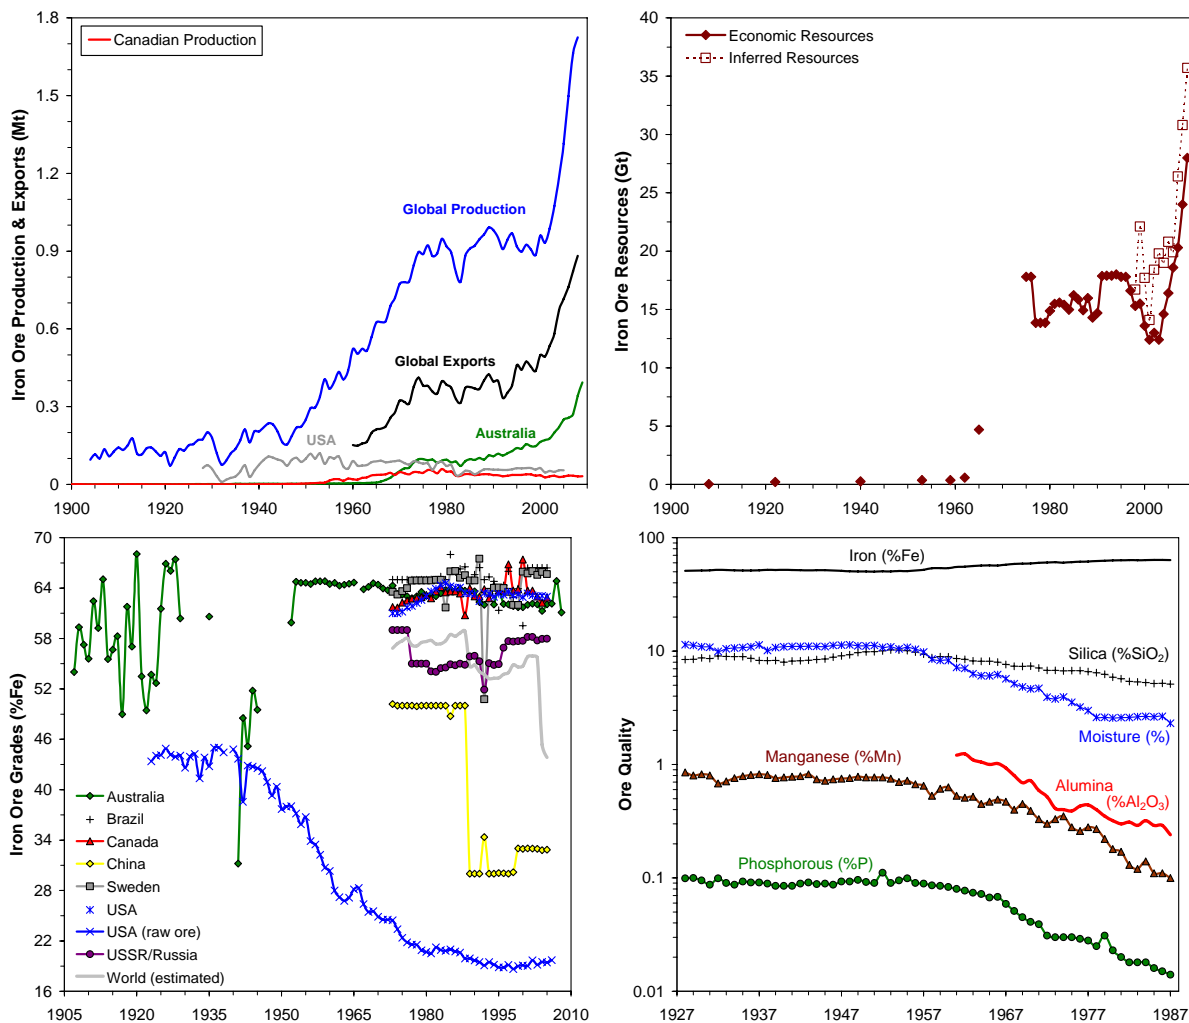 Iron Ore Production & Exports (Mt)
1.8
1.5
1.2
0.9
0.6
0.3
0
Canadian Production
Global Production
Global Exports
USA
Australia
1900
1920
1940
1960
1980
2000
Iron Ore Resources (Gt)
40
35
30
25
20
15
10
5
0
Economic Resources
Inferred Resources
1900
1920
1940
1960
1980
2000
Iron Ore Grades (%Fe)
70
64
58
52
46
40
34
28
22
16
Australia
Brazil
Canada
China
Sweden
USA
USA (raw ore)
USSR/Russia
World (estimated)
1905
1920
1935
1950
1965
1980
1995
2010
Ore Quality
100
10
1
0.1
0.01
Iron (%Fe)
Silica (%SiO₂)
Moisture (%)
Manganese (%Mn)
Alumina
(%Al₂O₃)
Phosphorous (%P)
1927
1937
1947
1957
1967
1977
1987